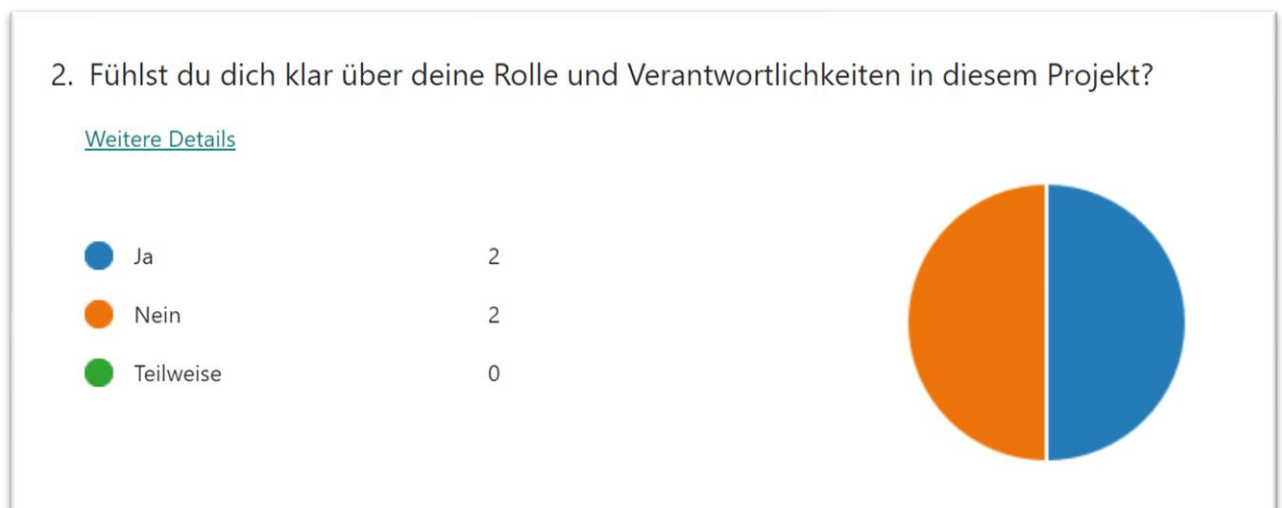 2. Fühlst du dich klar über deine Rolle und Verantwortlichkeiten in diesem Projekt?
Weitere Details
Ja 2
Nein 2
Teilweise 0